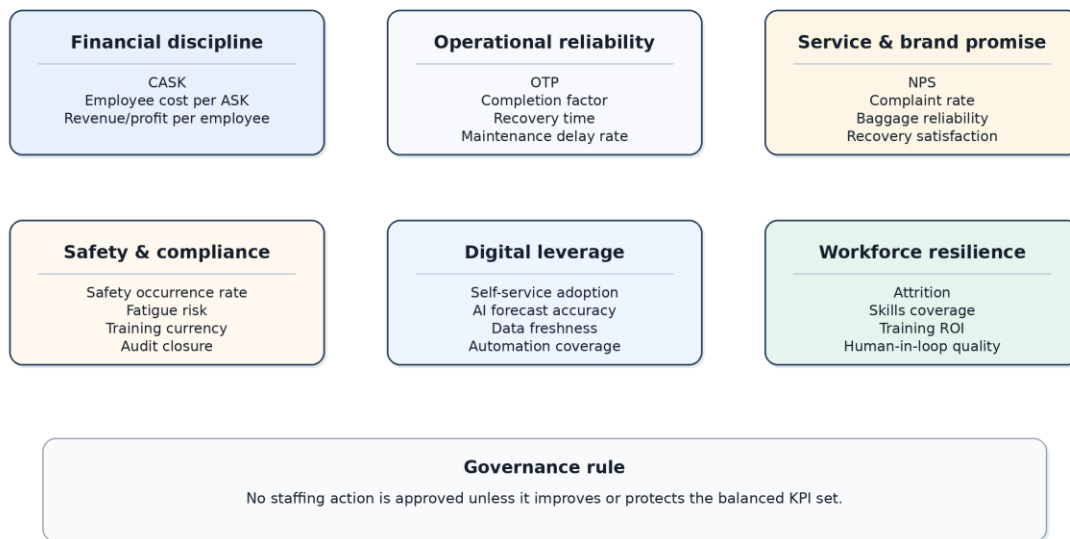 Financial discipline
CASK
Employee cost per ASK
Revenue/profit per employee
Operational reliability
OTP
Completion factor
Recovery time
Maintenance delay rate
Service & brand promise
NPS
Complaint rate
Baggage reliability
Recovery satisfaction
Safety & compliance
Safety occurrence rate
Fatigue risk
Training currency
Audit closure
Digital leverage
Self-service adoption
AI forecast accuracy
Data freshness
Automation coverage
Workforce resilience
Attrition
Skills coverage
Training ROI
Human-in-loop quality
Governance rule
No staffing action is approved unless it improves or protects the balanced KPI set.